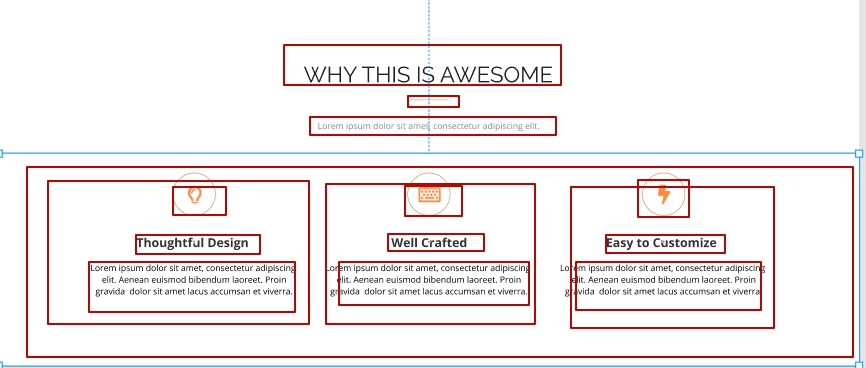 WHY THIS IS AWESOME
Lorem ipsum dolor sit amet, consectetur adipiscing elit.
Thoughtful Design
Lorem ipsum dolor sit amet, consectetur adipiscing
elit. Aenean euismod bibendum laoreet. Proin
gravida dolor sit amet lacus accumsan et viverra.
Well Crafted
Lorem ipsum dolor sit amet, consectetur adipiscing
elit. Aenean euismod bibendum laoreet. Proin
gravida dolor sit amet lacus accumsan et viverra.
Easy to Customize
Lorem ipsum dolor sit amet, consectetur adipiscing
elit. Aenean euismod bibendum laoreet. Proin
gravida dolor sit amet lacus accumsan et viverra.